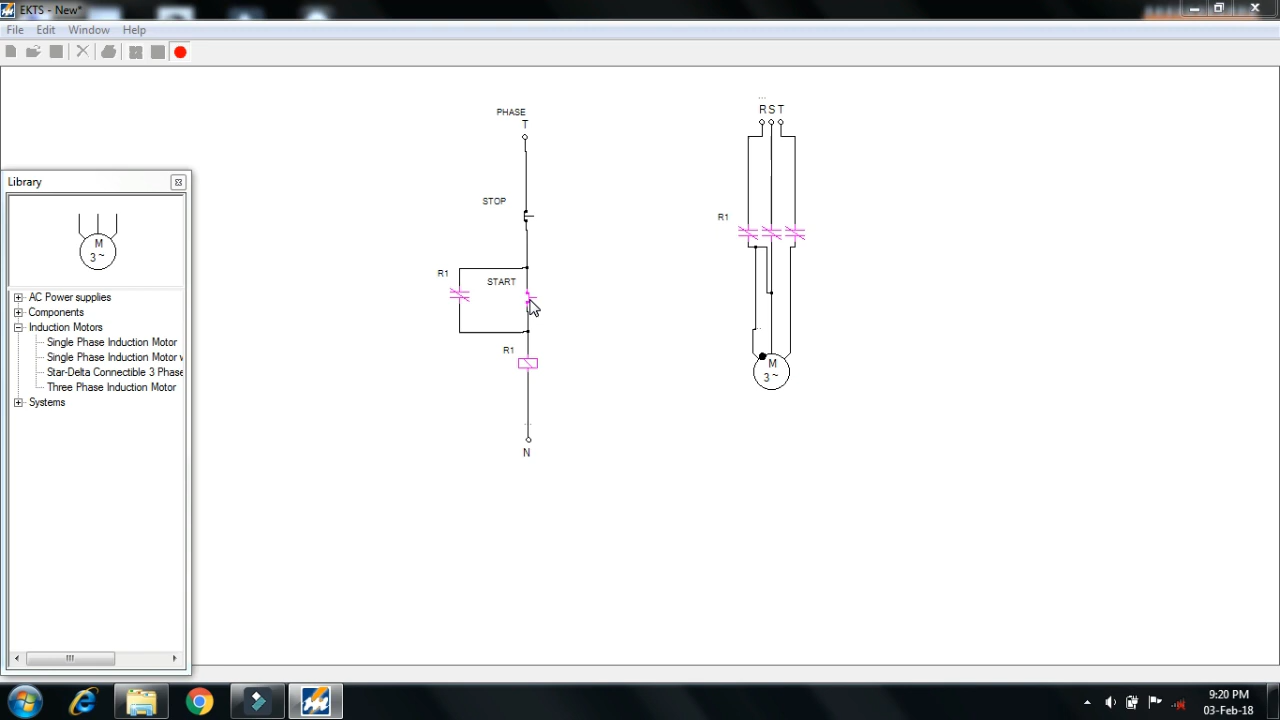 EKTS - New*
File Edit Window Help
PHASE
T
STOP
R1
START
R1
N
R S T
R1
M
3 ~
Library
M
3 ~
AC Power supplies
Components
Induction Motors
Single Phase Induction Motor
Single Phase Induction Motor w
Star-Delta Connectible 3 Phase
Three Phase Induction Motor
Systems
9:20 PM
03-Feb-18